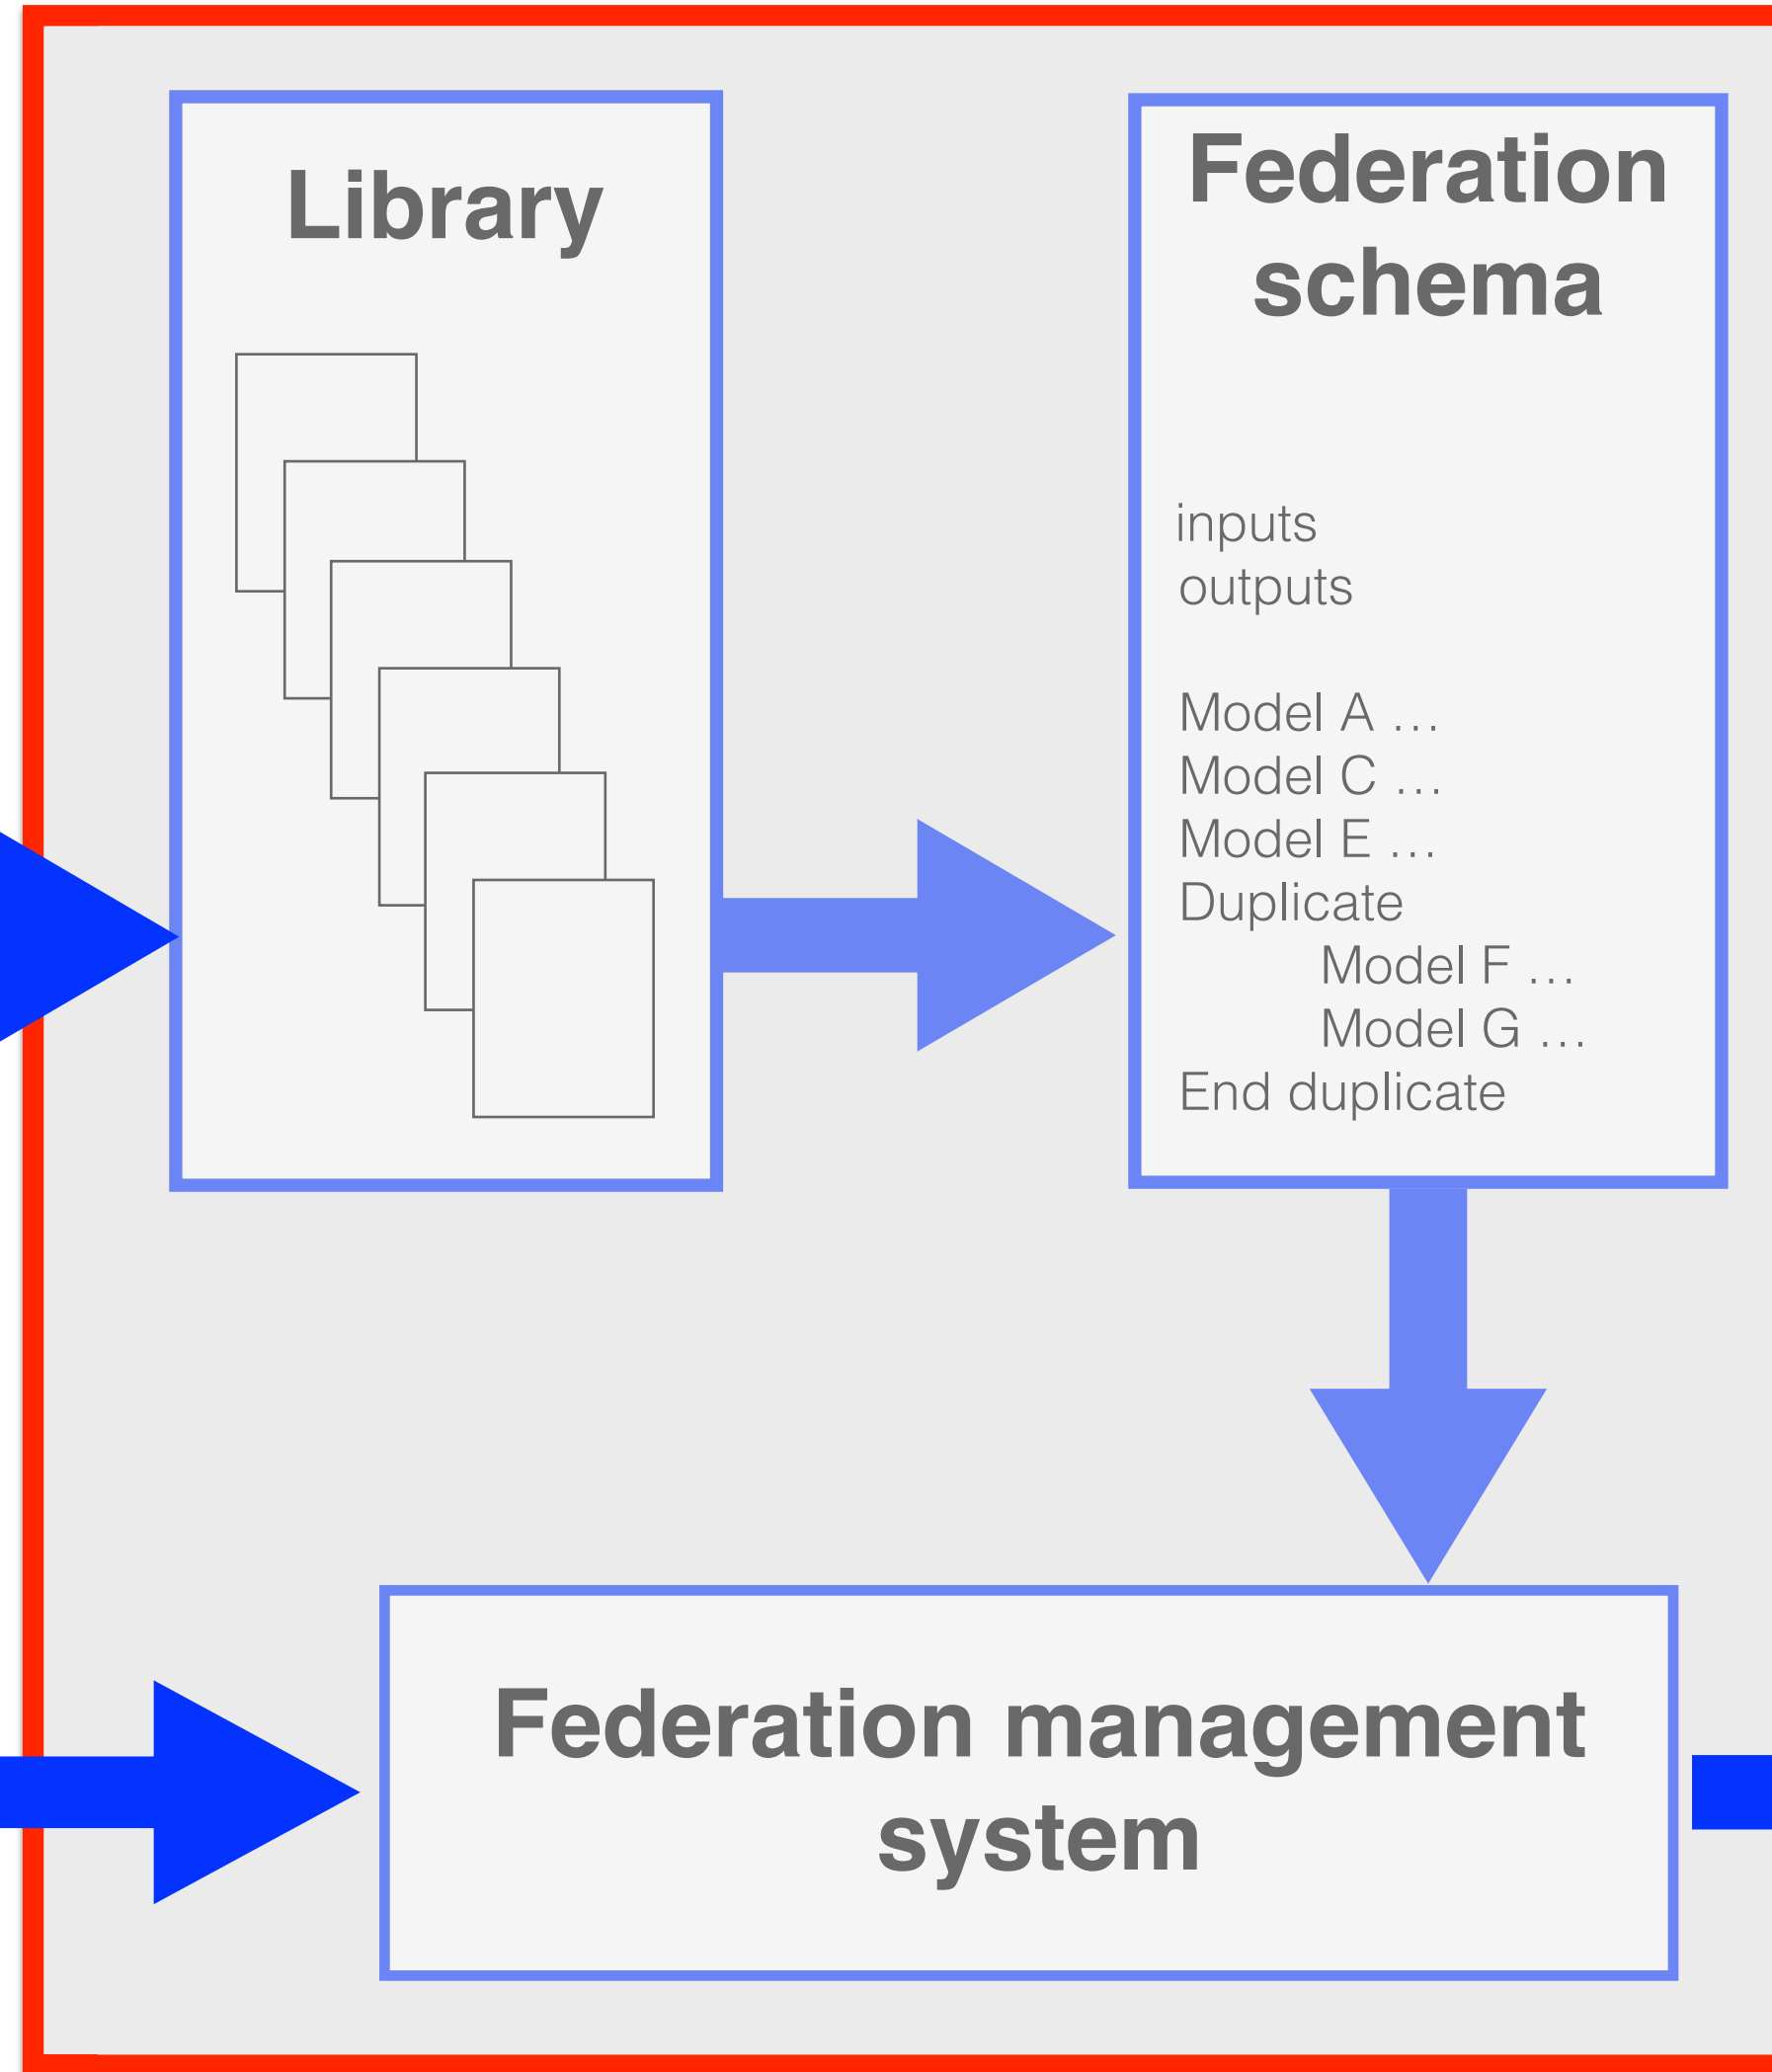 Library
Federation
schema
inputs
outputs
Model A …
Model C …
Model E …
Duplicate
Model F …
Model G …
End duplicate
Federation management
system